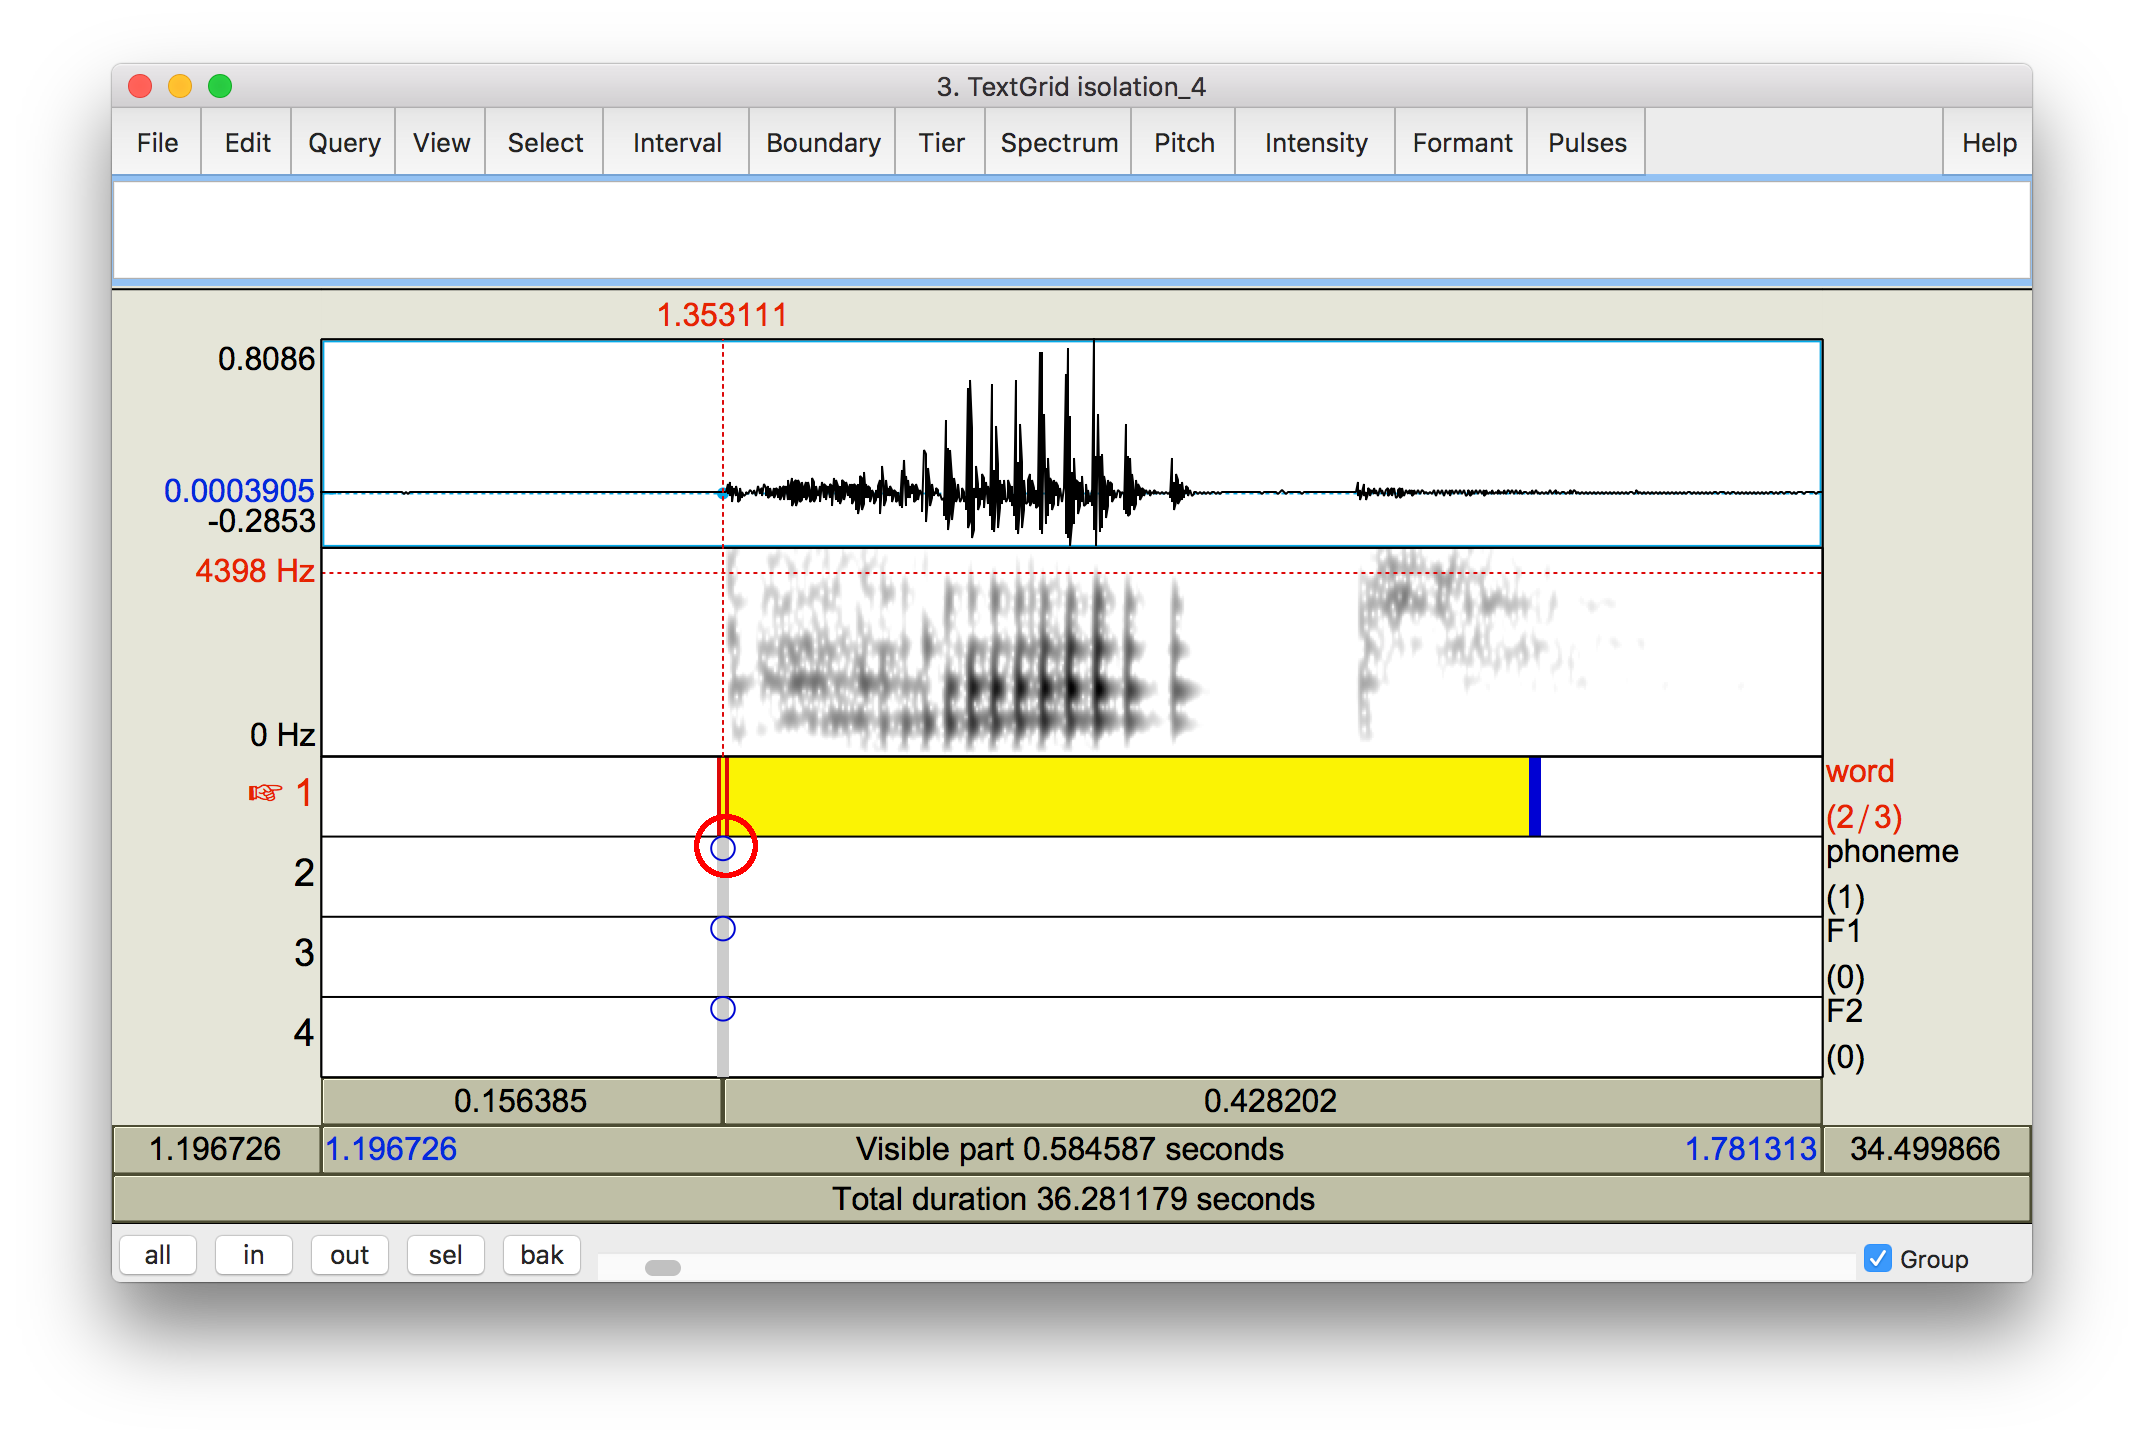 3. TextGrid isolation_4
File Edit Query View Select Interval Boundary Tier Spectrum Pitch Intensity Formant Pulses Help
1.353111
0.8086
0.0003905
-0.2853
4398 Hz
0 Hz
☞ 1 word
(2/3)
2 phoneme
(1)
3 F1
(0)
4 F2
(0)
0.156385 0.428202
1.196726 1.196726 Visible part 0.584587 seconds 1.781313 34.499866
Total duration 36.281179 seconds
all in out sel bak Group